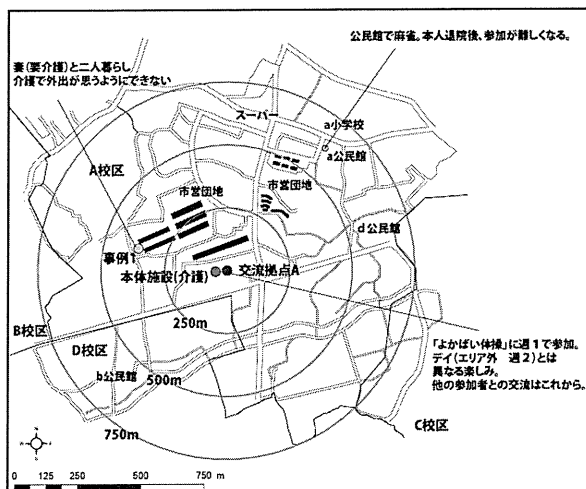 公民館で麻雀。本人退院後、参加が難しくなる。
妻(要介護)と二人暮らし
介護で外出が思うようにできない
スーパー
a小学校
a公民館
A校区
市営団地
市営団地
d公民館
事例1
本体施設(介護)
交流拠点A
250m
B校区
D校区
b公民館
500m
「よかばい体操」に週1で参加。
デイ(エリア外 週2)とは
異なる楽しみ。
他の参加者との交流はこれから。
750m
C校区
N
W
E
S
0 125 250 500 750 m